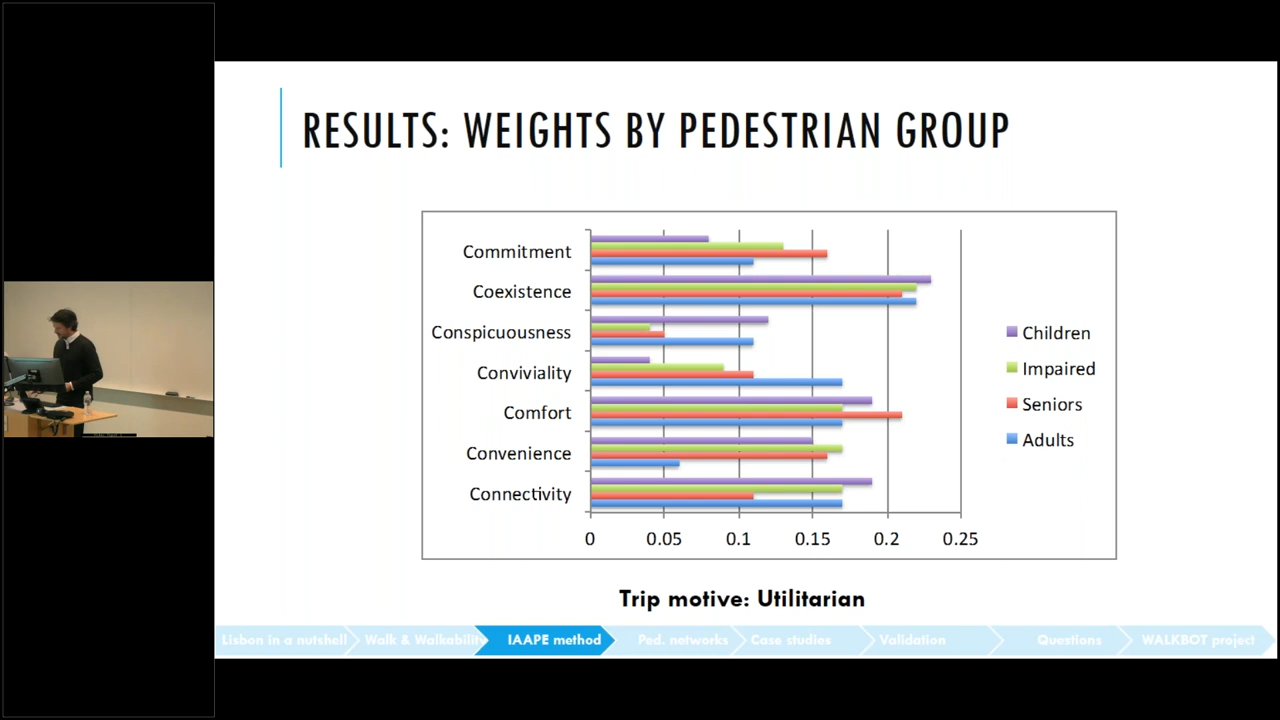 RESULTS: WEIGHTS BY PEDESTRIAN GROUP
Commitment
Coexistence
Conspicuousness
Conviviality
Comfort
Convenience
Connectivity
0 0.05 0.1 0.15 0.2 0.25
Children
Impaired
Seniors
Adults
Trip motive: Utilitarian
Lisbon in a nutshell Walk & Walkability IAAPE method Ped. networks Case studies Validation Questions WALKBOT project